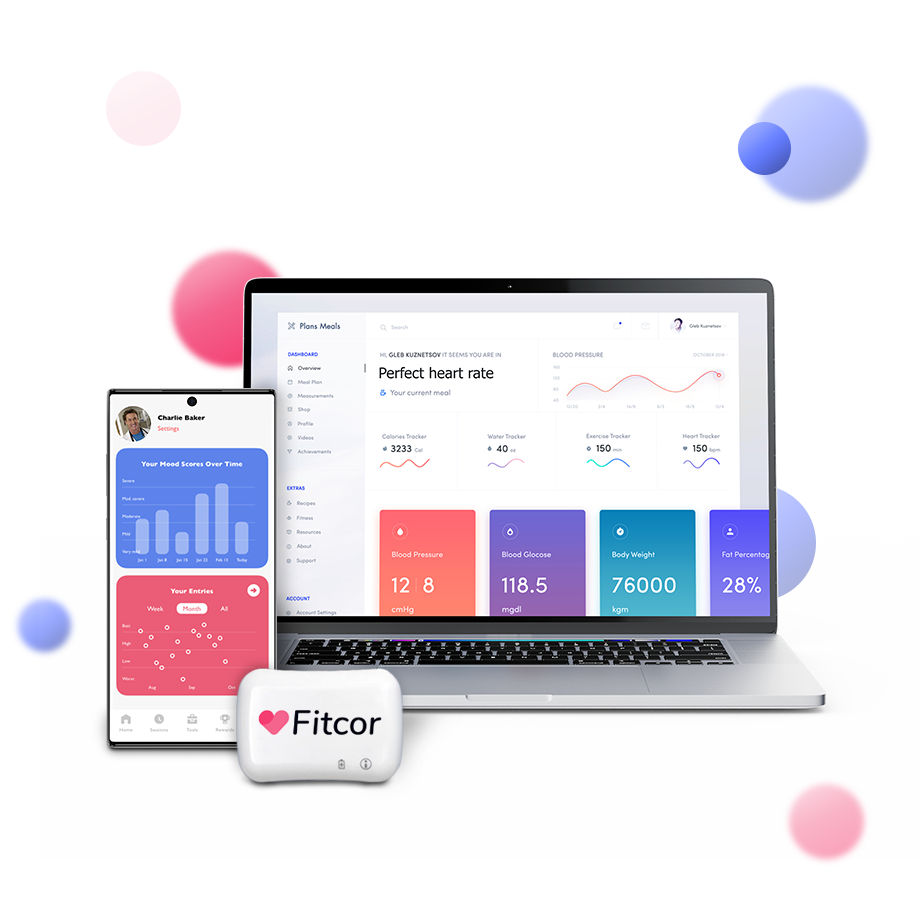 Plans Meals
Search
Gleb Kuznetsov
DASHBOARD
Overview
Meal Plan
Measurements
Shop
Profile
Videos
Achievements
EXTRAS
Recipes
Fitness
Resources
About
Support
ACCOUNT
Account Settings
HI, GLEB KUZNETSOV IT SEEMS YOU ARE IN
Perfect heart rate
Your current meal
BLOOD PRESSURE
OCTOBER 2018
Calories Tracker
3233 Cal
Water Tracker
40 oz
Exercise Tracker
150 min
Heart Tracker
150 bpm
Blood Pressure
12 8
cmHg
Blood Glocose
118.5
mgdl
Body Weight
76000
kgm
Fat Percentag
28%
Charlie Baker
Settings
Your Mood Scores Over Time
Severe
Mod. severe
Moderate
Mild
Very mild
Jan 1 Jan 8 Jan 15 Jan 22 Feb 13 Today
Your Entries
Week Month All
Best
High
Low
Worst
Aug Sep Oct
Home Sessions Tools Rewards
Fitcor